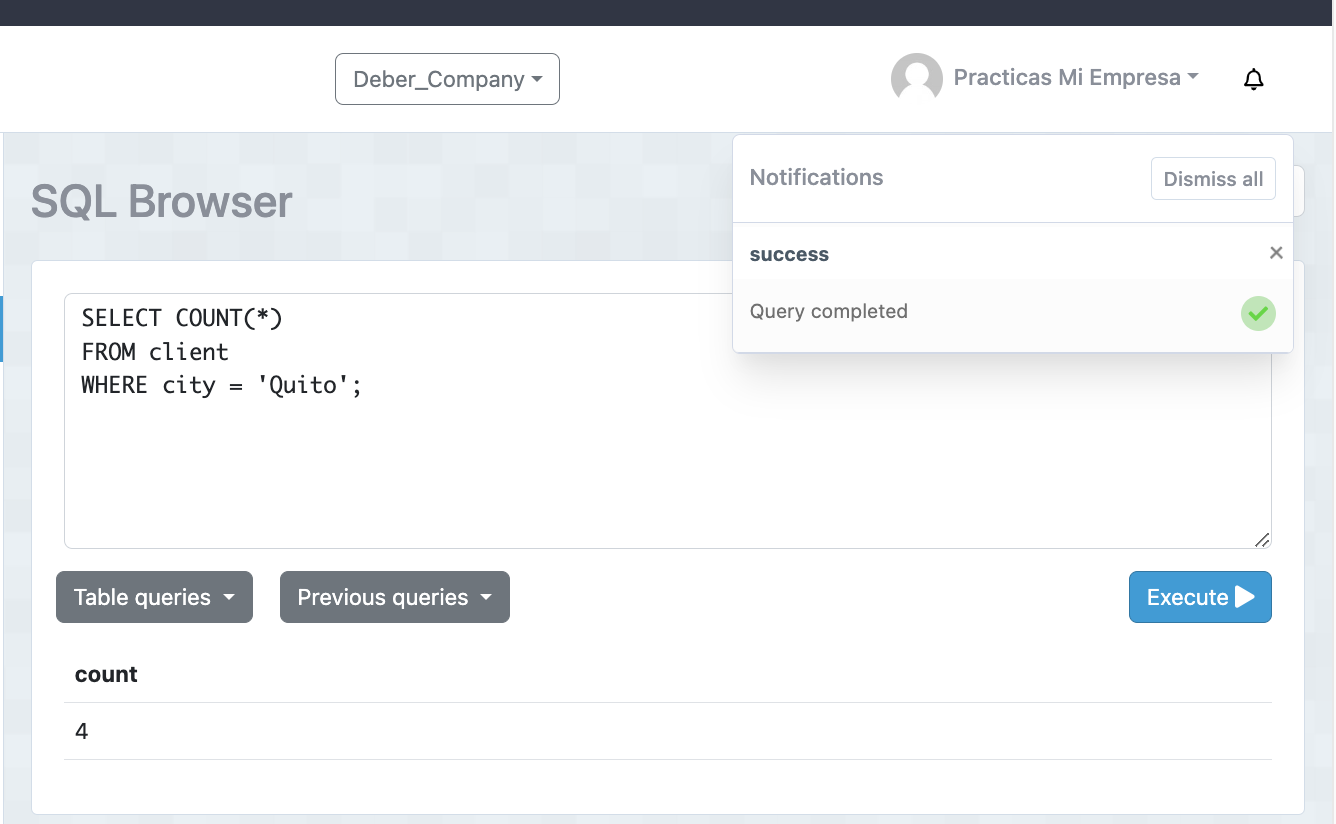 Deber_Company
Practicas Mi Empresa
Notifications
Dismiss all
success
×
Query completed
SQL Browser
SELECT COUNT(*)
FROM client
WHERE city = 'Quito';
Table queries
Previous queries
Execute
count
4